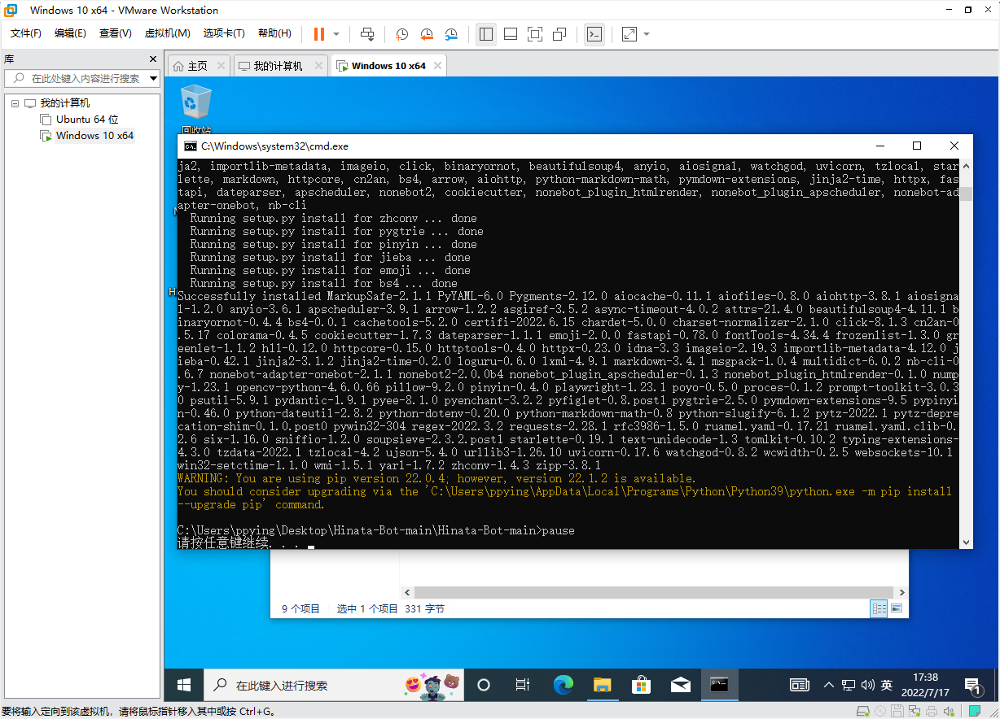 Windows 10 x64 - VMware Workstation
文件(F) 编辑(E) 查看(V) 虚拟机(M) 选项卡(T) 帮助(H)
库
在此处键入内容进行搜索
我的计算机
Ubuntu 64 位
Windows 10 x64
主页 我的计算机 Windows 10 x64
回收站
C:\Windows\system32\cmd.exe
ja2, importlib-metadata, imageio, click, binaryornot, beautifulsoup4, anyio, aiosignal, watchgod, uvicorn, tzlocal, star
lette, markdown, httpcore, cn2an, bs4, arrow, aiohttp, python-markdown-math, pymdown-extensions, jinja2-time, httpx, fas
tapi, dateparser, apscheduler, nonebot2, cookiecutter, nonebot_plugin_htmlrender, nonebot_plugin_apscheduler, nonebot-ad
apter-onebot, nb-cli
Running setup.py install for zhconv ... done
Running setup.py install for pygtrie ... done
Running setup.py install for pinyin ... done
Running setup.py install for jieba ... done
Running setup.py install for emoji ... done
Running setup.py install for bs4 ... done
Successfully installed MarkupSafe-2.1.1 PyYAML-6.0 Pygments-2.12.0 aiocache-0.11.1 aiofiles-0.8.0 aiohttp-3.8.1 aiosigna
l-1.2.0 anyio-3.6.1 apscheduler-3.9.1 arrow-1.2.2 asgiref-3.5.2 async-timeout-4.0.2 attrs-21.4.0 beautifulsoup4-4.11.1 b
inaryornot-0.4.4 bs4-0.0.1 cachetools-5.2.0 certifi-2022.6.15 chardet-5.0.0 charset-normalizer-2.1.0 click-8.1.3 cn2an-0
.5.17 colorama-0.4.5 cookiecutter-1.7.3 dateparser-1.1.1 emoji-2.0.0 fastapi-0.78.0 fontTools-4.34.4 frozenlist-1.3.0 gr
eenlet-1.1.2 h11-0.12.0 httpcore-0.15.0 httptools-0.4.0 httpx-0.23.0 idna-3.3 imageio-2.19.3 importlib-metadata-4.12.0 j
ieba-0.42.1 jinja2-3.1.2 jinja2-time-0.2.0 loguru-0.6.0 lxml-4.9.1 markdown-3.4.1 msgpack-1.0.4 multidict-6.0.2 nb-cli-0
.6.7 nonebot-adapter-onebot-2.1.1 nonebot2-2.0.0b4 nonebot_plugin_apscheduler-0.1.3 nonebot_plugin_htmlrender-0.1.0 nump
y-1.23.1 opencv-python-4.6.0.66 pillow-9.2.0 pinyin-0.4.0 playwright-1.23.1 poyo-0.5.0 proces-0.1.2 prompt-toolkit-3.0.3
0 psutil-5.9.1 pydantic-1.9.1 pyee-8.1.0 pyenchant-3.2.2 pyfiglet-0.8.post1 pygtrie-2.5.0 pymdown-extensions-9.5 pypinyi
n-0.46.0 python-dateutil-2.8.2 python-dotenv-0.20.0 python-markdown-math-0.8 python-slugify-6.1.2 pytz-2022.1 pytz-depre
cation-shim-0.1.0.post0 pywin32-304 regex-2022.3.2 requests-2.28.1 rfc3986-1.5.0 ruamel.yaml-0.17.21 ruamel.yaml.clib-0.
2.6 six-1.16.0 sniffio-1.2.0 soupsieve-2.3.2.post1 starlette-0.19.1 text-unidecode-1.3 tomlkit-0.10.2 typing-extensions-
4.3.0 tzdata-2022.1 tzlocal-4.2 ujson-5.4.0 urllib3-1.26.10 uvicorn-0.17.6 watchgod-0.8.2 wcwidth-0.2.5 websockets-10.1
win32-setctime-1.1.0 wmi-1.5.1 yarl-1.7.2 zhconv-1.4.3 zipp-3.8.1
WARNING: You are using pip version 22.0.4; however, version 22.1.2 is available.
You should consider upgrading via the 'C:\Users\ppying\AppData\Local\Programs\Python\Python39\python.exe -m pip install
--upgrade pip' command.
C:\Users\ppying\Desktop\Hinata-Bot-main\Hinata-Bot-main>pause
请按任意键继续. . .
9 个项目 选中 1 个项目 331 字节
在此键入进行搜索
英
17:38
2022/7/17
1
要将输入定向到该虚拟机，请将鼠标指针移入其中或按 Ctrl+G。